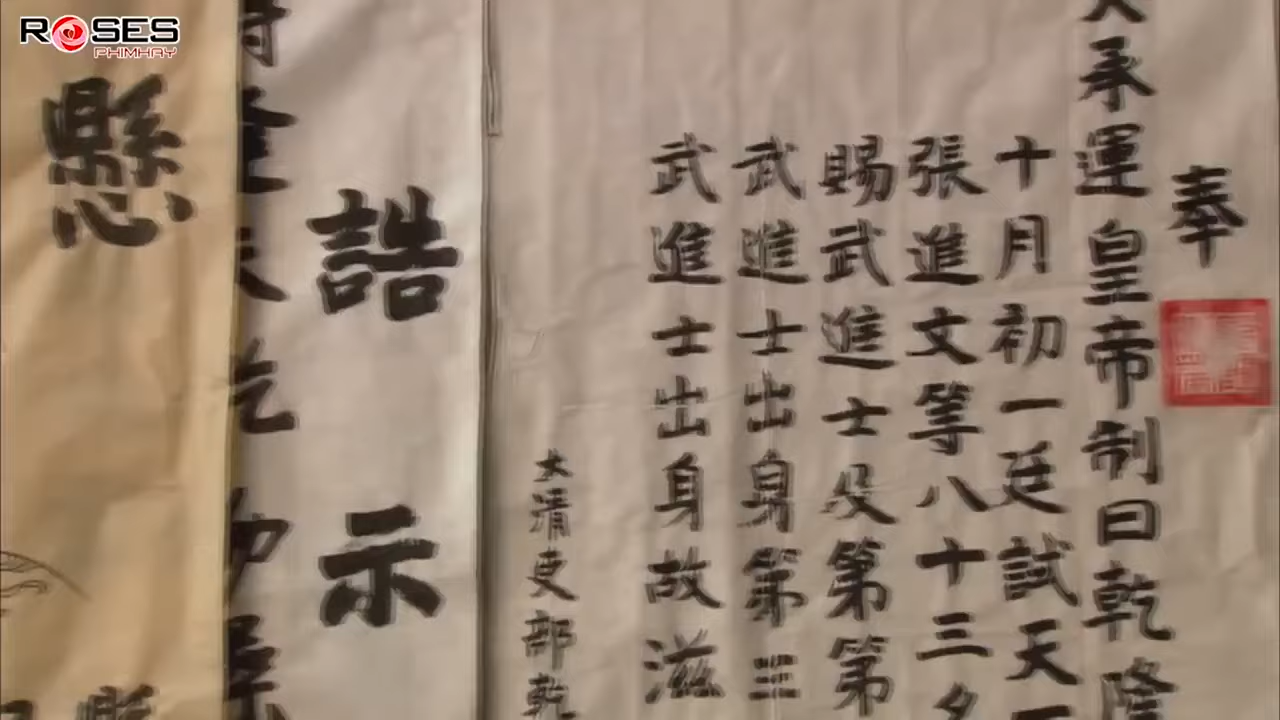 ROSES
PHIMHAY
奉
承運皇帝制曰乾隆
十月初一廷試天
張進文等八十三
賜武進士及第第
武進士出身第三
武進士出身故滋
大清吏部乾
誥示
懸